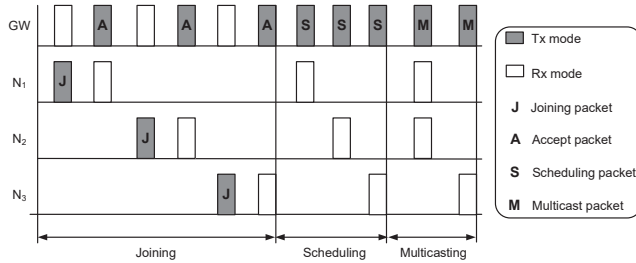 GW A A A S S S M M
N1 J
N2 J
N3 J
Joining Scheduling Multicasting
Tx mode
Rx mode
J Joining packet
A Accept packet
S Scheduling packet
M Multicast packet